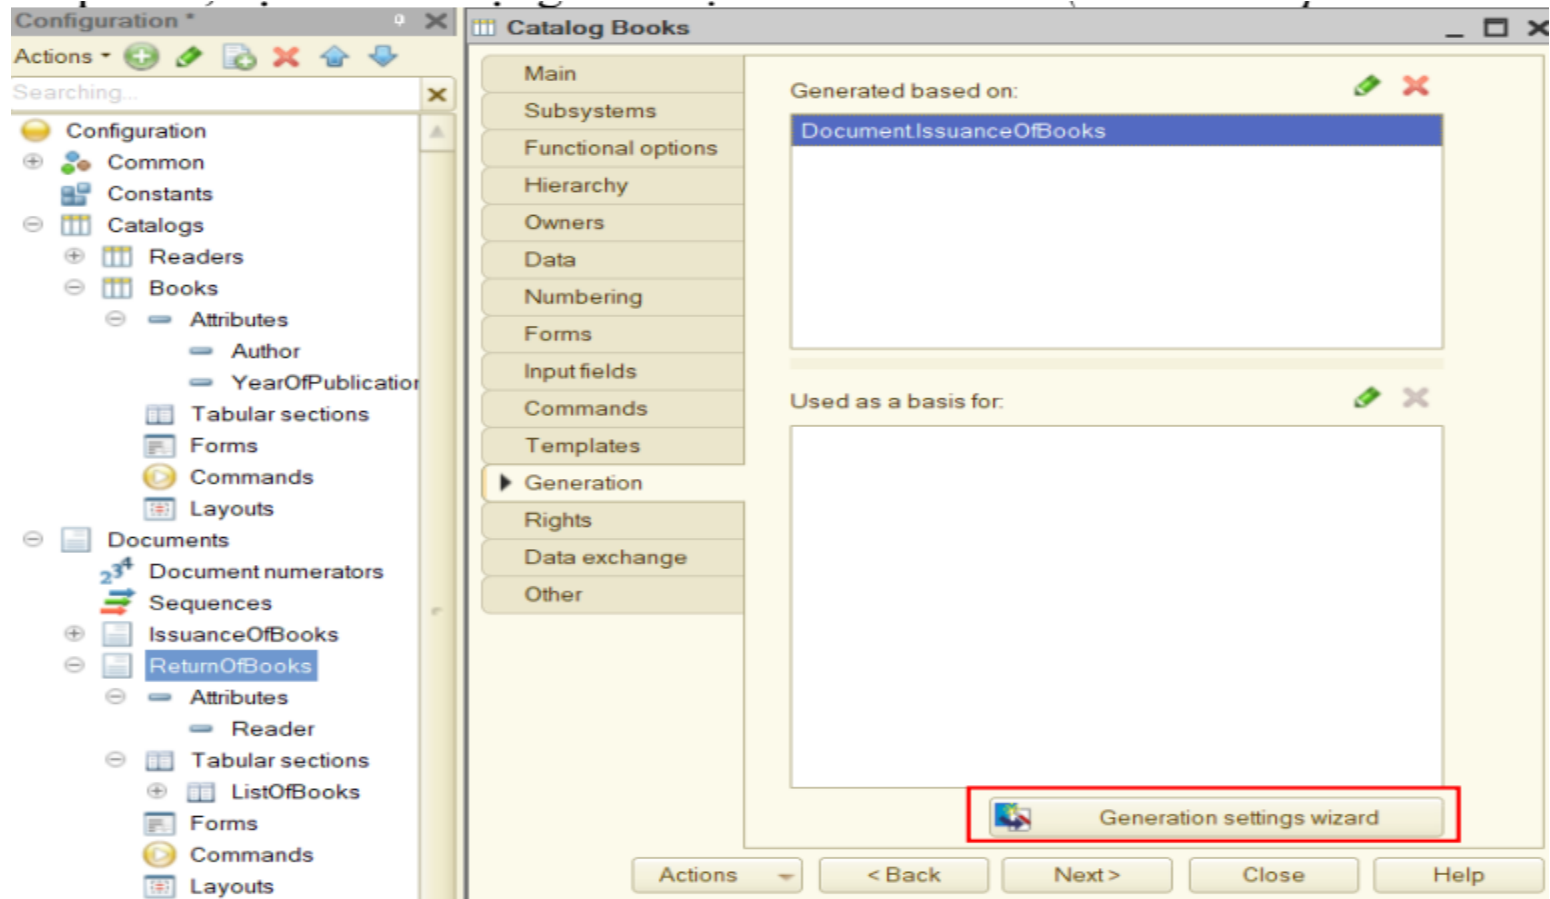 Configuration *
Actions
Searching...
Configuration
Common
Constants
Catalogs
Readers
Books
Attributes
Author
YearOfPublication
Tabular sections
Forms
Commands
Layouts
Documents
Document numerators
Sequences
IssuanceOfBooks
ReturnOfBooks
Attributes
Reader
Tabular sections
ListOfBooks
Forms
Commands
Layouts
Catalog Books
Main
Subsystems
Functional options
Hierarchy
Owners
Data
Numbering
Forms
Input fields
Commands
Templates
Generation
Rights
Data exchange
Other
Generated based on:
Document.IssuanceOfBooks
Used as a basis for:
Generation settings wizard
Actions
< Back
Next >
Close
Help